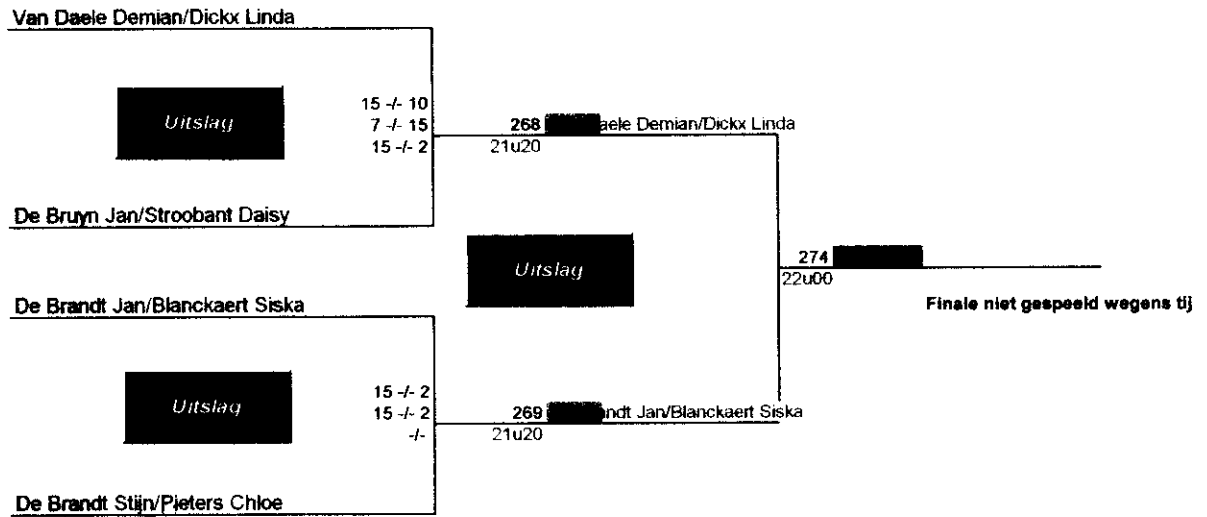 Van Daele Demian/Dickx Linda
Uitslag
15 -/- 10
7 -/- 15
15 -/- 2
268 aele Demian/Dickx Linda
21u20
De Bruyn Jan/Stroobant Daisy
Uitslag
274
22u00
De Brandt Jan/Blanckaert Siska
Finale niet gespeeld wegens tij
Uitslag
15 -/- 2
15 -/- 2
-/-
269 ndt Jan/Blanckaert Siska
21u20
De Brandt Stijn/Pieters Chloe